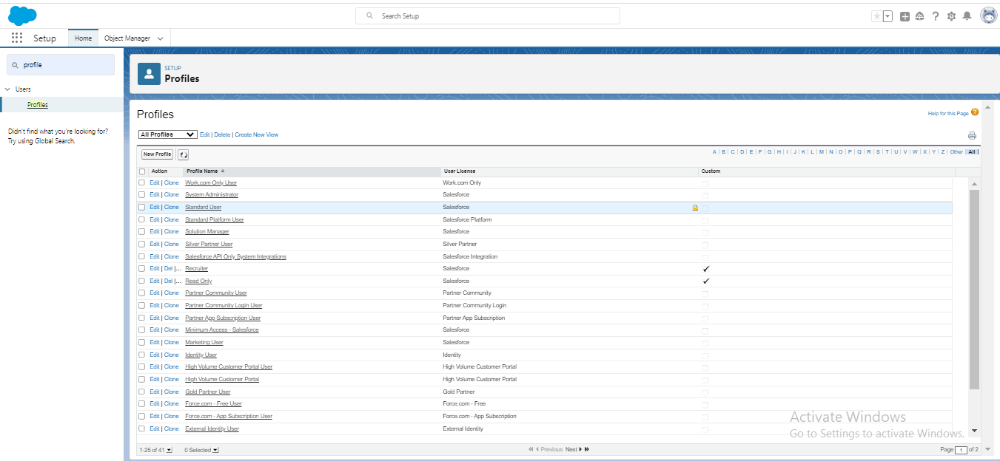 Search Setup
Setup
Home
Object Manager
profile
Users
Profiles
Didn't find what you're looking for?
Try using Global Search.
SETUP
Profiles
Profiles
Help for this Page
All Profiles Edit | Delete | Create New View
New Profile
A | B | C | D | E | F | G | H | I | J | K | L | M | N | O | P | Q | R | S | T | U | V | W | X | Y | Z | Other All
Action Profile Name User License Custom
Edit | Clone Work.com Only User Work.com Only
Edit | Clone System Administrator Salesforce
Edit | Clone Standard User Salesforce
Edit | Clone Standard Platform User Salesforce Platform
Edit | Clone Solution Manager Salesforce
Edit | Clone Silver Partner User Silver Partner
Edit | Clone Salesforce API Only System Integrations Salesforce Integration
Edit | Del |... Recruiter Salesforce ✓
Edit | Del |... Read Only Salesforce ✓
Edit | Clone Partner Community User Partner Community
Edit | Clone Partner Community Login User Partner Community Login
Edit | Clone Partner App Subscription User Partner App Subscription
Edit | Clone Minimum Access - Salesforce Salesforce
Edit | Clone Marketing User Salesforce
Edit | Clone Identity User Identity
Edit | Clone High Volume Customer Portal User High Volume Customer Portal
Edit | Clone High Volume Customer Portal High Volume Customer Portal
Edit | Clone Gold Partner User Gold Partner
Edit | Clone Force.com - Free User Force.com - Free
Edit | Clone Force.com - App Subscription User Force.com - App Subscription
Edit | Clone External Identity User External Identity
Activate Windows
Go to Settings to activate Windows.
1-25 of 41 0 Selected Previous Next Page 1 of 2